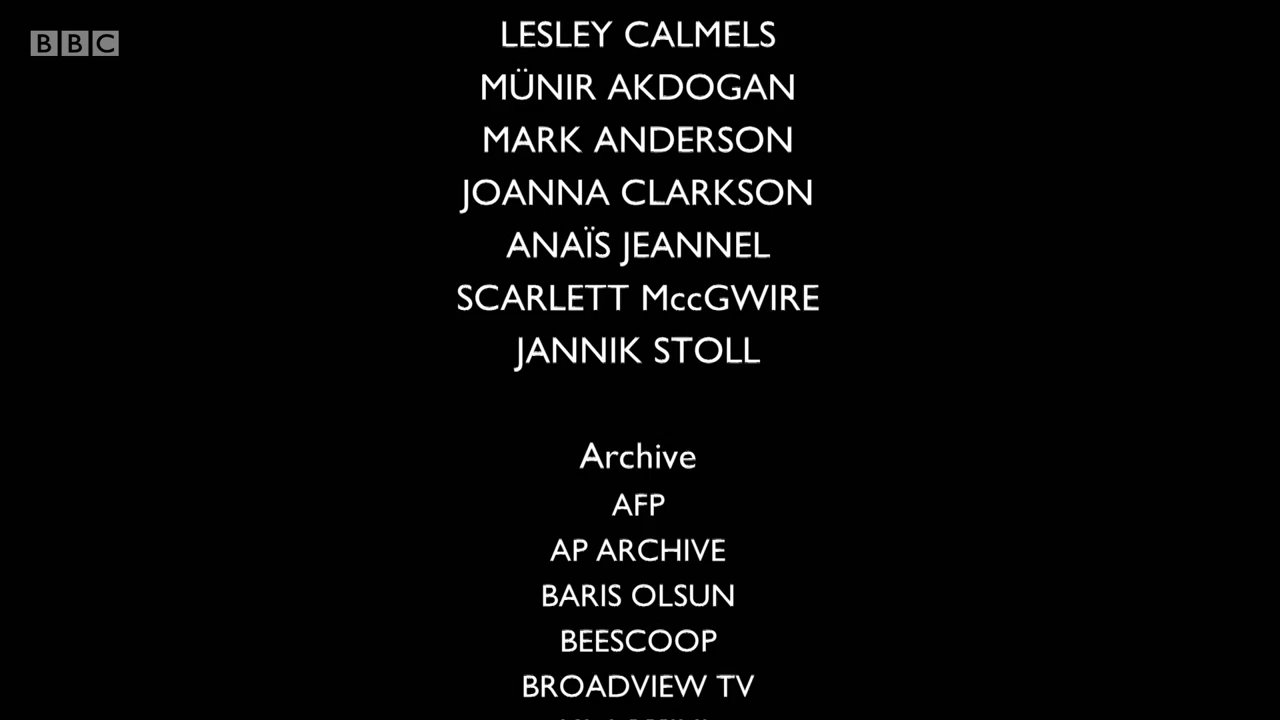 BBC
LESLEY CALMELS
MÜNIR AKDOGAN
MARK ANDERSON
JOANNA CLARKSON
ANAÏS JEANNEL
SCARLETT MccGWIRE
JANNIK STOLL
Archive
AFP
AP ARCHIVE
BARIS OLSUN
BEESCOOP
BROADVIEW TV